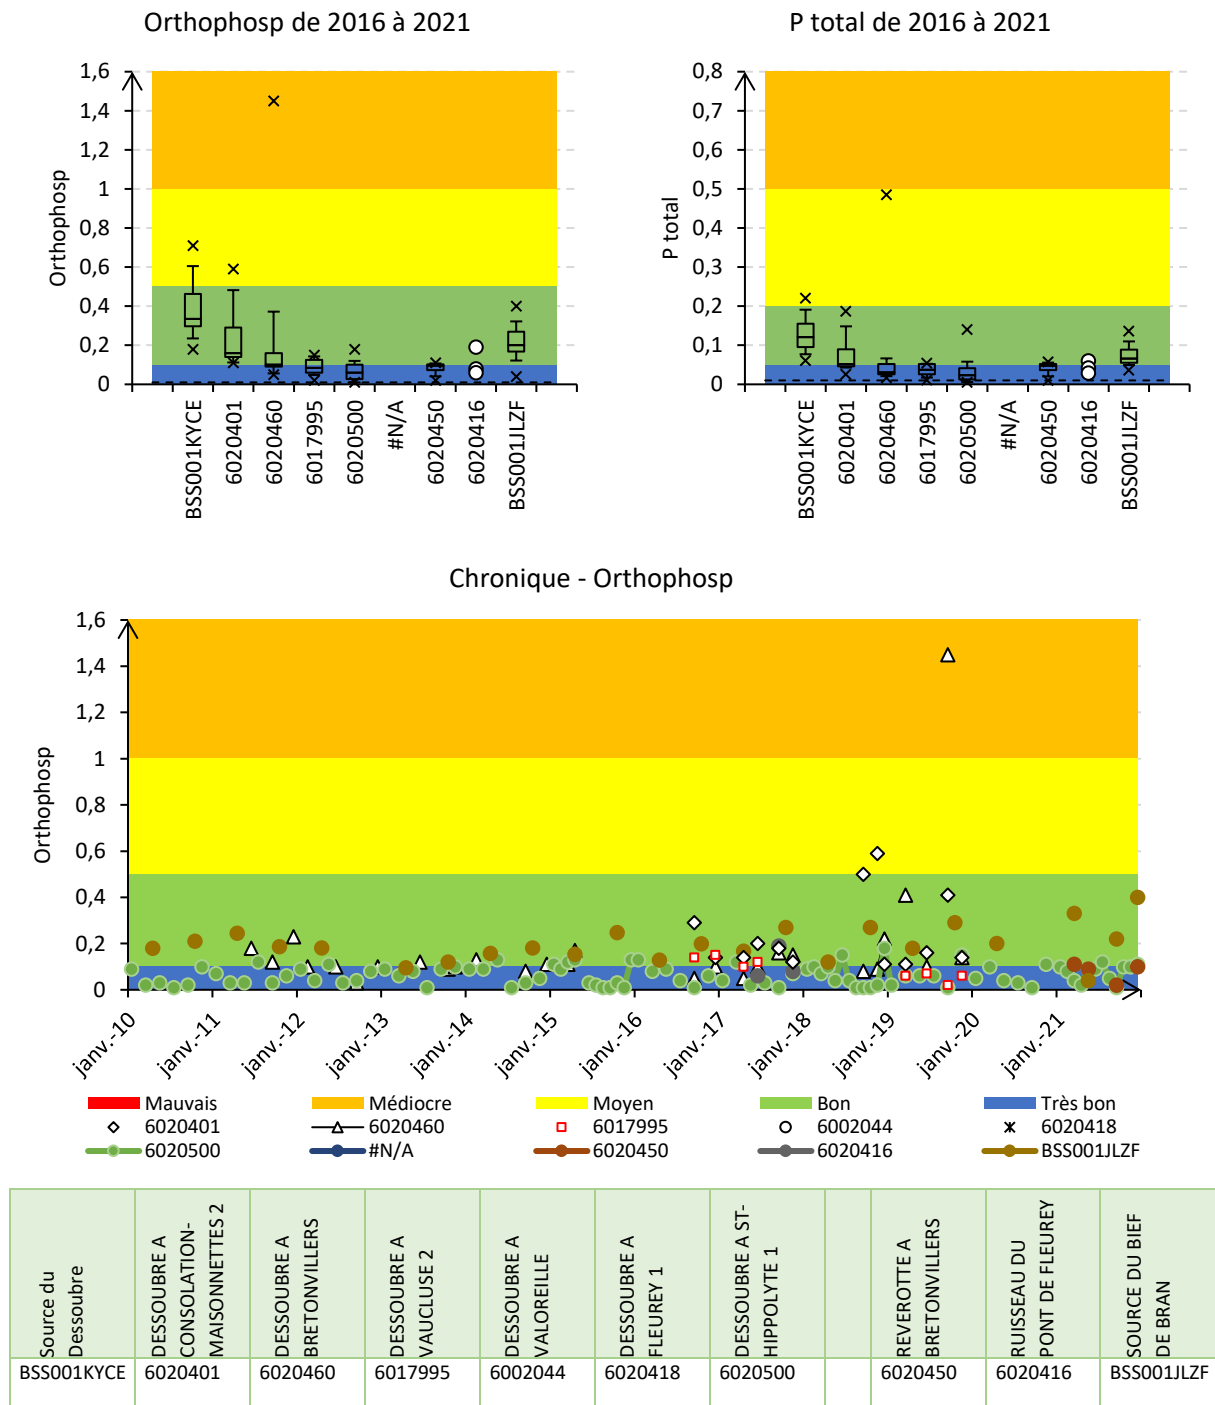 Orthophosp de 2016 à 2021
1,6
1,4
1,2
1
0,8
0,6
0,4
0,2
0
Orthophosp
BSS001KYCE
6020401
6020460
6017995
6020500
#N/A
6020450
6020416
BSS001JLZF
P total de 2016 à 2021
0,8
0,7
0,6
0,5
0,4
0,3
0,2
0,1
0
P total
BSS001KYCE
6020401
6020460
6017995
6020500
#N/A
6020450
6020416
BSS001JLZF
Chronique - Orthophosp
1,6
1,4
1,2
1
0,8
0,6
0,4
0,2
0
Orthophosp
janv.-10
janv.-11
janv.-12
janv.-13
janv.-14
janv.-15
janv.-16
janv.-17
janv.-18
janv.-19
janv.-20
janv.-21
Mauvais Médiocre Moyen Bon Très bon
6020401 6020460 6017995 6002044 6020418
6020500 #N/A 6020450 6020416 BSS001JLZF
Source du
Dessoubre
DESSOUBRE A
CONSOLATION-
MAISONNETTES 2
DESSOUBRE A
BRETONVILLERS
DESSOUBRE A
VAUCLUSE 2
DESSOUBRE A
VALOREILLE
DESSOUBRE A
FLEUREY 1
DESSOUBRE A ST-
HIPPOLYTE 1
REVEROTTE A
BRETONVILLERS
RUISSEAU DU
PONT DE FLEUREY
SOURCE DU BIEF
DE BRAN
BSS001KYCE 6020401 6020460 6017995 6002044 6020418 6020500 6020450 6020416 BSS001JLZF